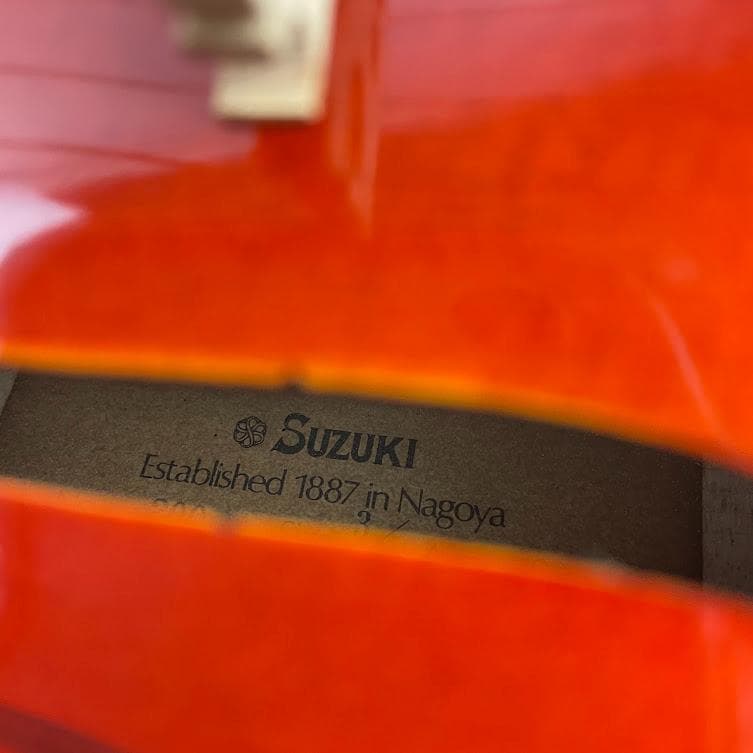 SUZUKI
Established 1887 in Nagoya